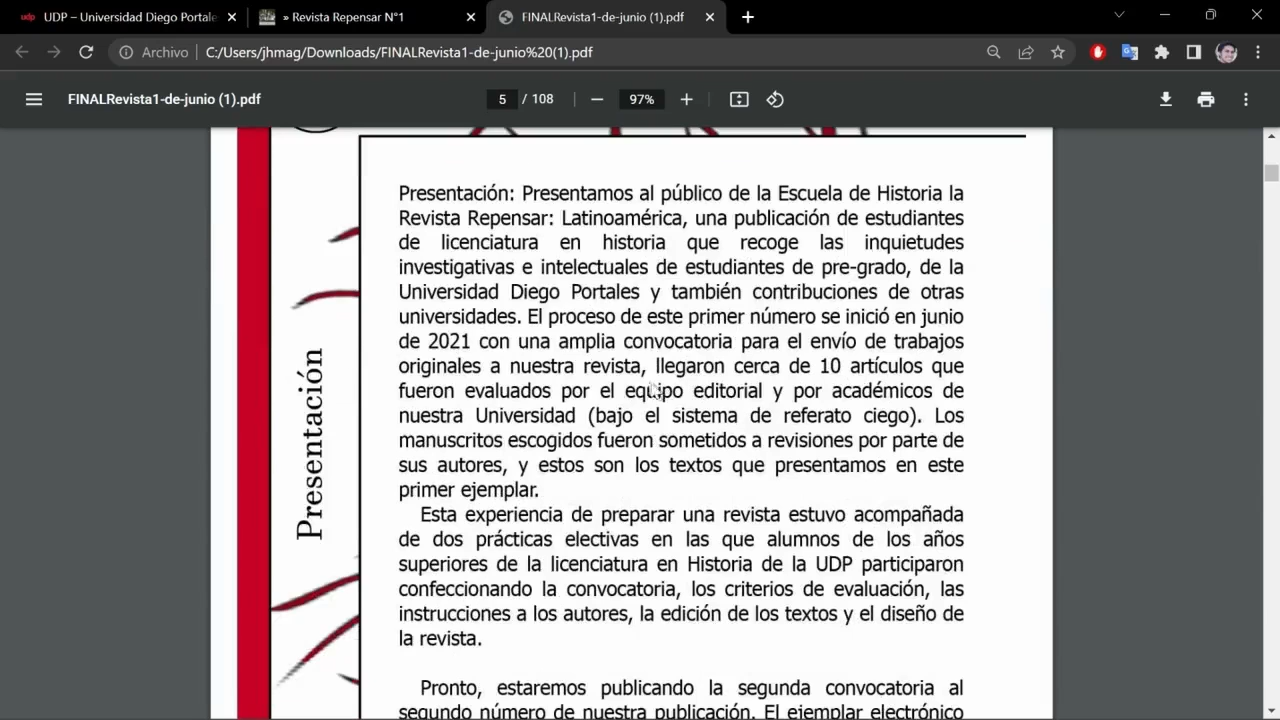 udp UDP – Universidad Diego Portale
» Revista Repensar N°1
FINALRevista1-de-junio (1).pdf
Archivo C:/Users/jhmag/Downloads/FINALRevista1-de-junio%20(1).pdf
FINALRevista1-de-junio (1).pdf
5 / 108
97%
Presentación: Presentamos al público de la Escuela de Historia la
Revista Repensar: Latinoamérica, una publicación de estudiantes
de licenciatura en historia que recoge las inquietudes
investigativas e intelectuales de estudiantes de pre-grado, de la
Universidad Diego Portales y también contribuciones de otras
universidades. El proceso de este primer número se inició en junio
de 2021 con una amplia convocatoria para el envío de trabajos
originales a nuestra revista, llegaron cerca de 10 artículos que
fueron evaluados por el equipo editorial y por académicos de
nuestra Universidad (bajo el sistema de referato ciego). Los
manuscritos escogidos fueron sometidos a revisiones por parte de
sus autores, y estos son los textos que presentamos en este
primer ejemplar.
Esta experiencia de preparar una revista estuvo acompañada
de dos prácticas electivas en las que alumnos de los años
superiores de la licenciatura en Historia de la UDP participaron
confeccionando la convocatoria, los criterios de evaluación, las
instrucciones a los autores, la edición de los textos y el diseño de
la revista.
Pronto, estaremos publicando la segunda convocatoria al
segundo número de nuestra publicación. El ejemplar electrónico
Presentación